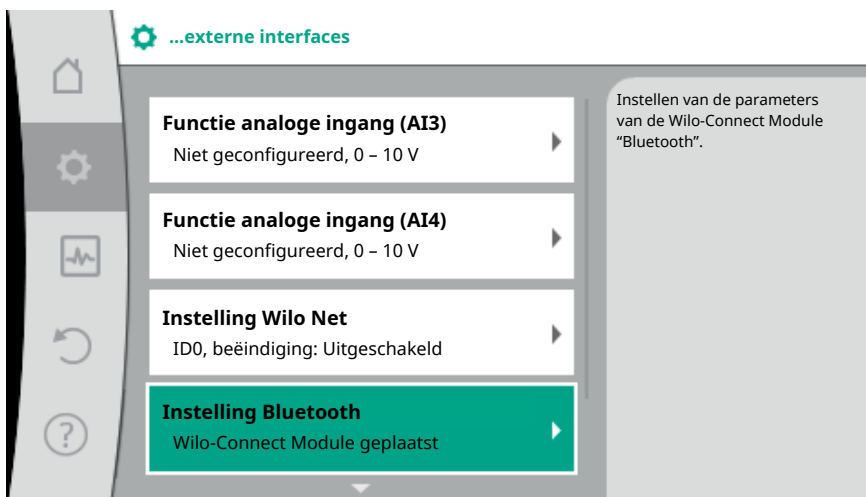 ...externe interfaces
Functie analoge ingang (AI3)
Niet geconfigureerd, 0 – 10 V
Functie analoge ingang (AI4)
Niet geconfigureerd, 0 – 10 V
Instelling Wilo Net
ID0, beëindiging: Uitgeschakeld
Instelling Bluetooth
Wilo-Connect Module geplaatst
Instellen van de parameters
van de Wilo-Connect Module
“Bluetooth”.
?